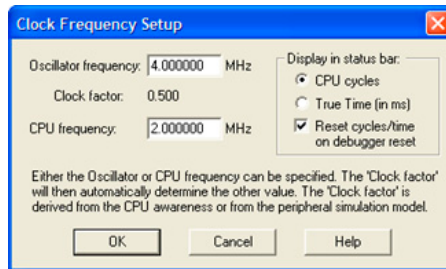 Clock Frequency Setup
Oscillator frequency: 4.000000 MHz
Clock factor: 0.500
CPU frequency: 2.000000 MHz
Display in status bar:
CPU cycles
True Time (in ms)
Reset cycles/time
on debugger reset
Either the Oscillator or CPU frequency can be specified. The 'Clock factor'
will then automatically determine the other value. The 'Clock factor' is
derived from the CPU awareness or from the peripheral simulation model.
OK
Cancel
Help